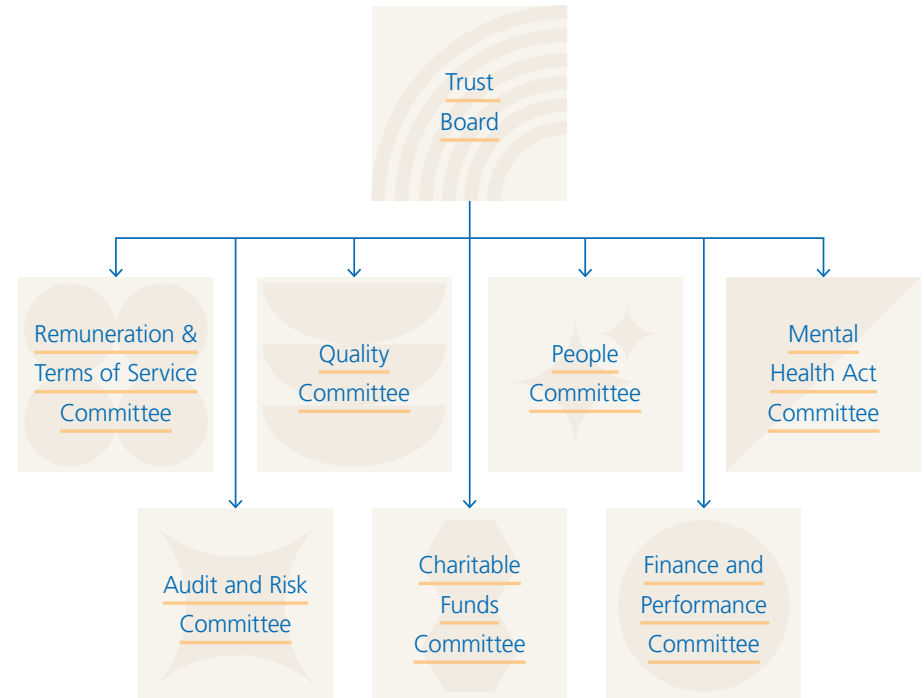 Trust
Board
Remuneration &
Terms of Service
Committee
Quality
Committee
People
Committee
Mental
Health Act
Committee
Audit and Risk
Committee
Charitable
Funds
Committee
Finance and
Performance
Committee